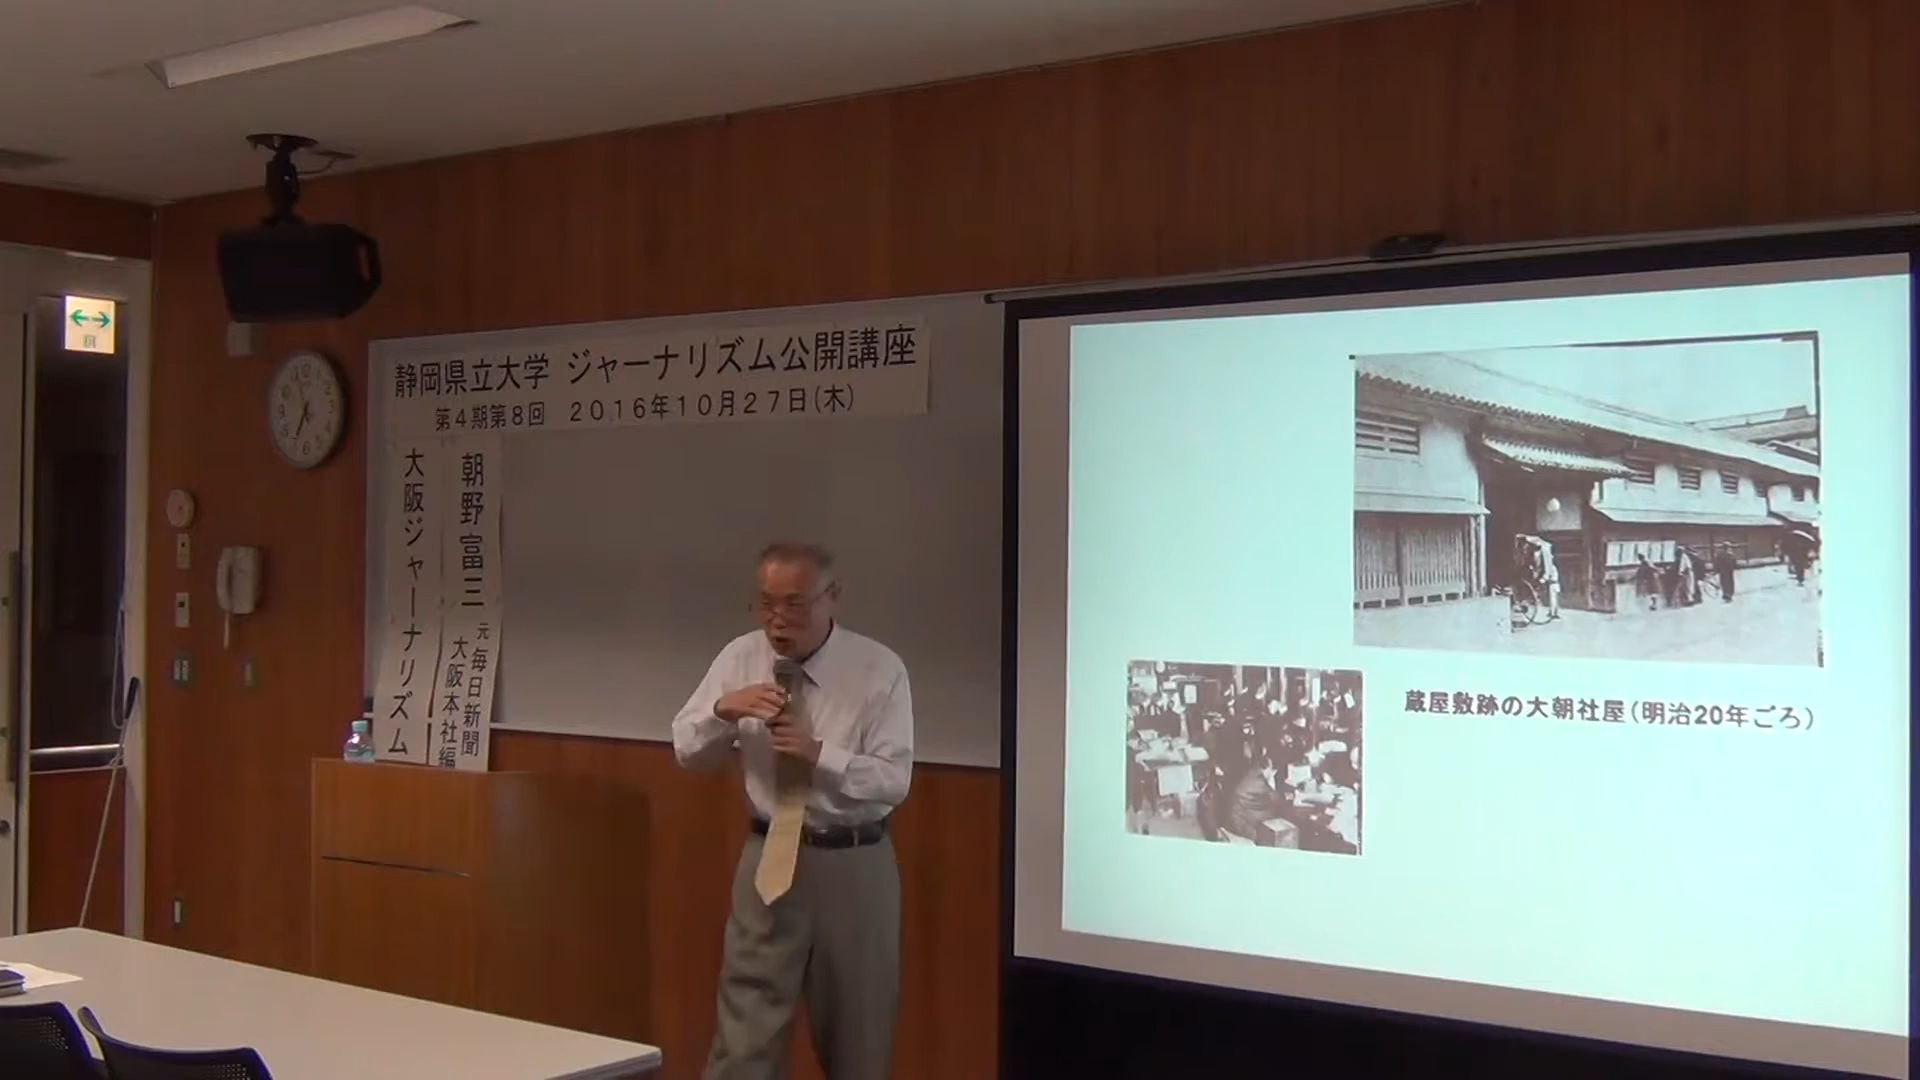 静岡県立大学 ジャーナリズム公開講座
第4期第8回 2016年10月27日(木)
朝野富三 元毎日新聞
大阪本社編
大阪ジャーナリズム
蔵屋敷跡の大朝社屋(明治20年ごろ)